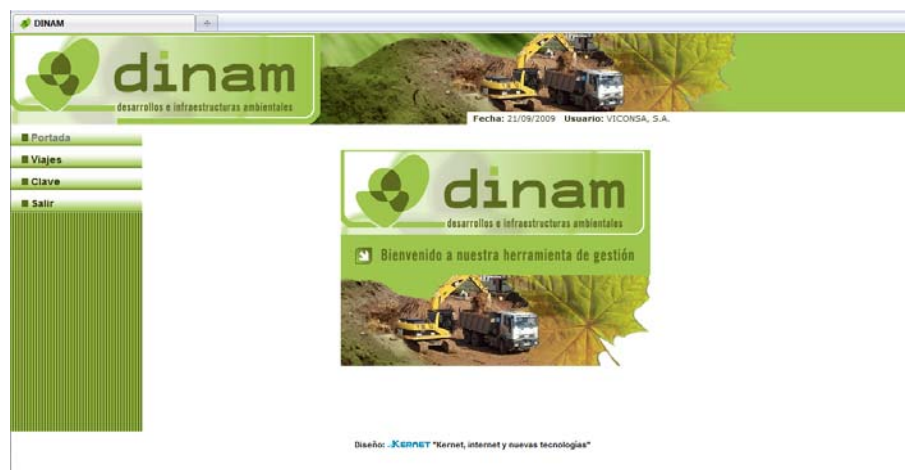 DINAM
dinam
desarrollos e infraestructuras ambientales
Fecha: 21/09/2009 Usuario: VICONSA, S.A.
Portada
Viajes
Clave
Salir
dinam
desarrollos e infraestructuras ambientales
Bienvenido a nuestra herramienta de gestión
Diseño: KERNET "Kernet, internet y nuevas tecnologías"